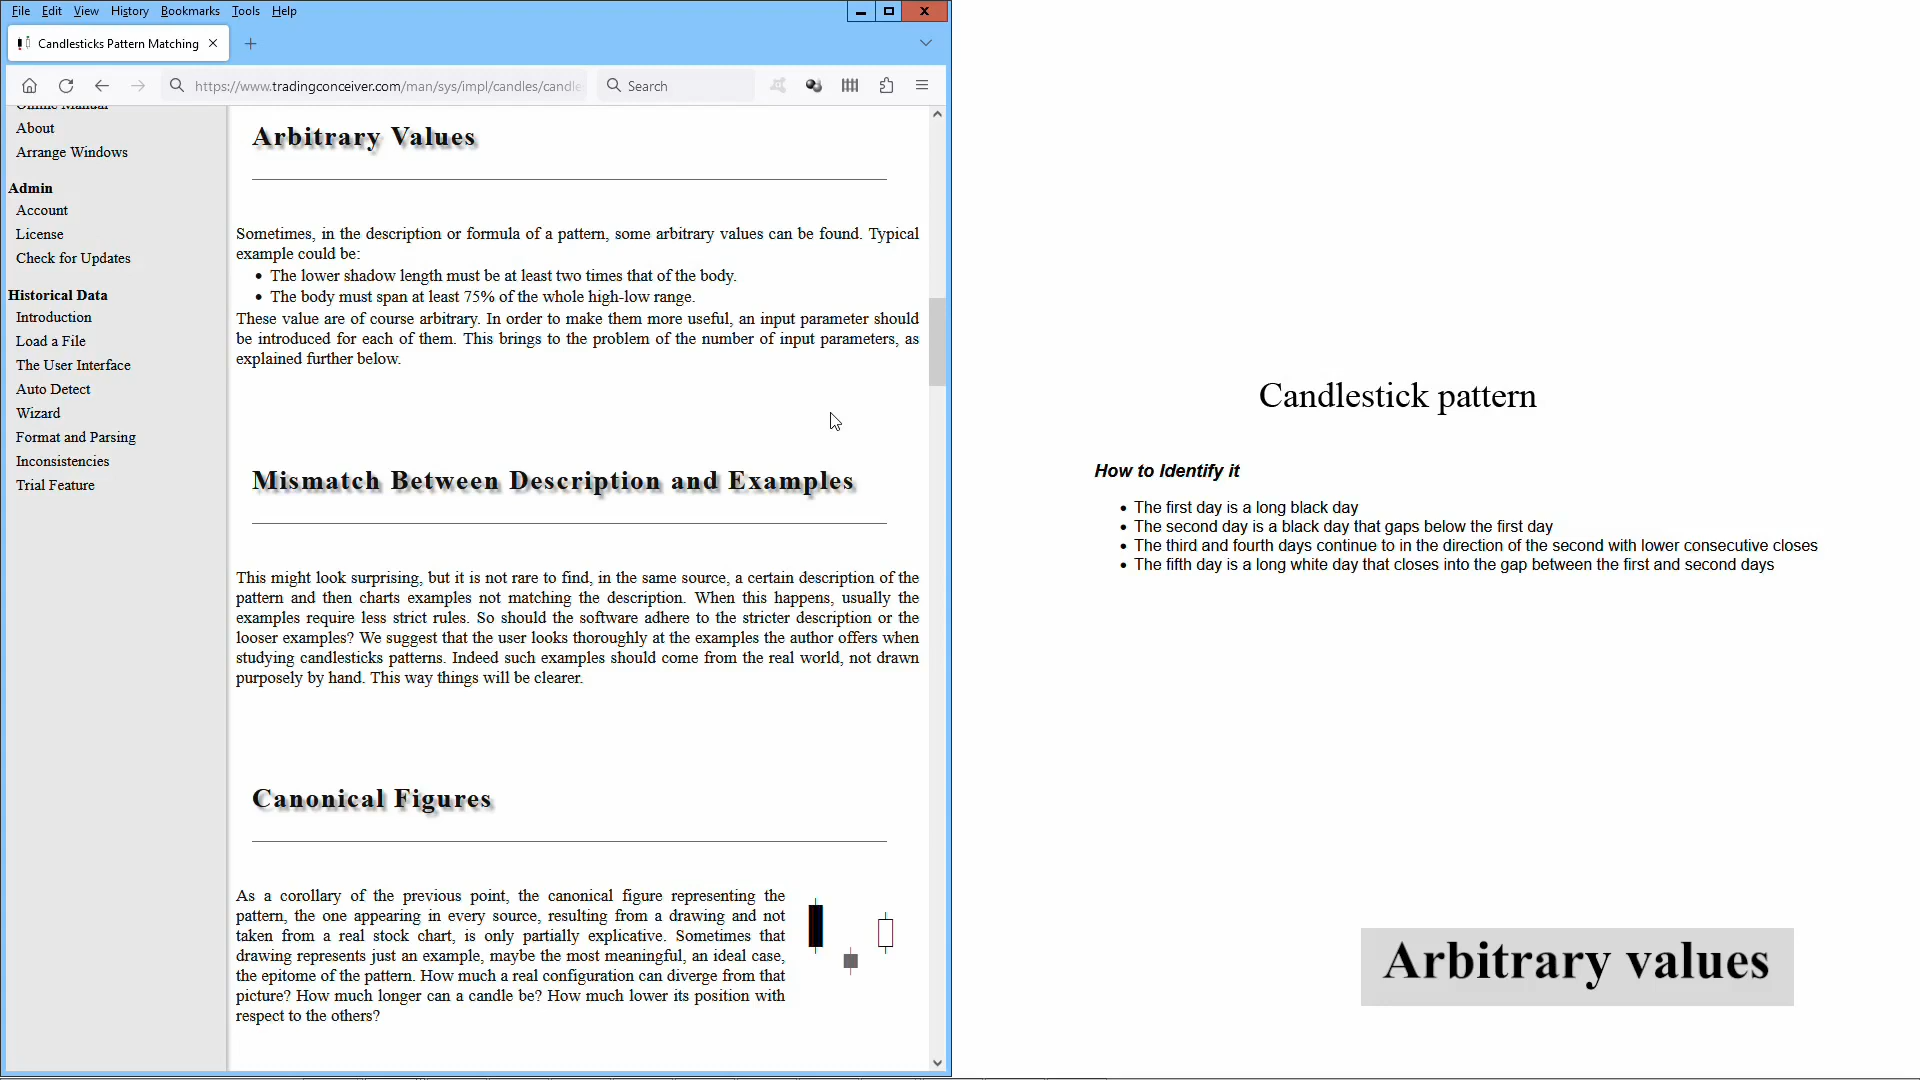 File Edit View History Bookmarks Tools Help
Candlesticks Pattern Matching
https://www.tradingconceiver.com/man/sys/impl/candles/candle
Search
Online Manual
About
Arrange Windows
Admin
Account
License
Check for Updates
Historical Data
Introduction
Load a File
The User Interface
Auto Detect
Wizard
Format and Parsing
Inconsistencies
Trial Feature
Arbitrary Values
Sometimes, in the description or formula of a pattern, some arbitrary values can be found. Typical
example could be:
• The lower shadow length must be at least two times that of the body.
• The body must span at least 75% of the whole high-low range.
These value are of course arbitrary. In order to make them more useful, an input parameter should
be introduced for each of them. This brings to the problem of the number of input parameters, as
explained further below.
Mismatch Between Description and Examples
This might look surprising, but it is not rare to find, in the same source, a certain description of the
pattern and then charts examples not matching the description. When this happens, usually the
examples require less strict rules. So should the software adhere to the stricter description or the
looser examples? We suggest that the user looks thoroughly at the examples the author offers when
studying candlesticks patterns. Indeed such examples should come from the real world, not drawn
purposely by hand. This way things will be clearer.
Canonical Figures
As a corollary of the previous point, the canonical figure representing the
pattern, the one appearing in every source, resulting from a drawing and not
taken from a real stock chart, is only partially explicative. Sometimes that
drawing represents just an example, maybe the most meaningful, an ideal case,
the epitome of the pattern. How much a real configuration can diverge from that
picture? How much longer can a candle be? How much lower its position with
respect to the others?
Candlestick pattern
How to Identify it
• The first day is a long black day
• The second day is a black day that gaps below the first day
• The third and fourth days continue to in the direction of the second with lower consecutive closes
• The fifth day is a long white day that closes into the gap between the first and second days
Arbitrary values